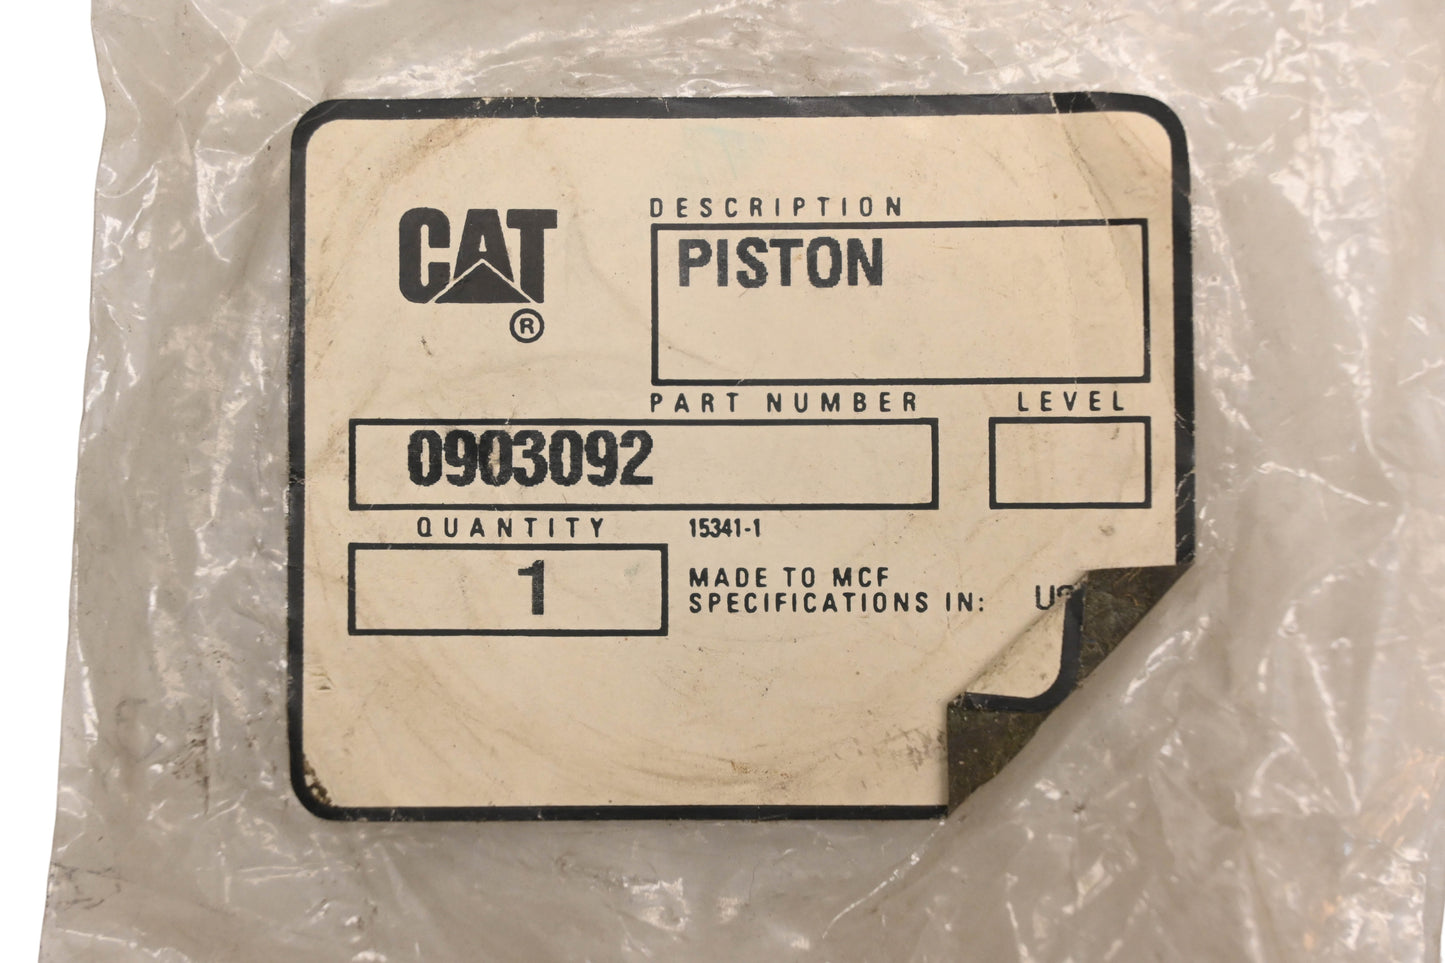 CAT
®
DESCRIPTION
PISTON
PART NUMBER
LEVEL
0903092
QUANTITY
15341-1
1
MADE TO MCF
SPECIFICATIONS IN: